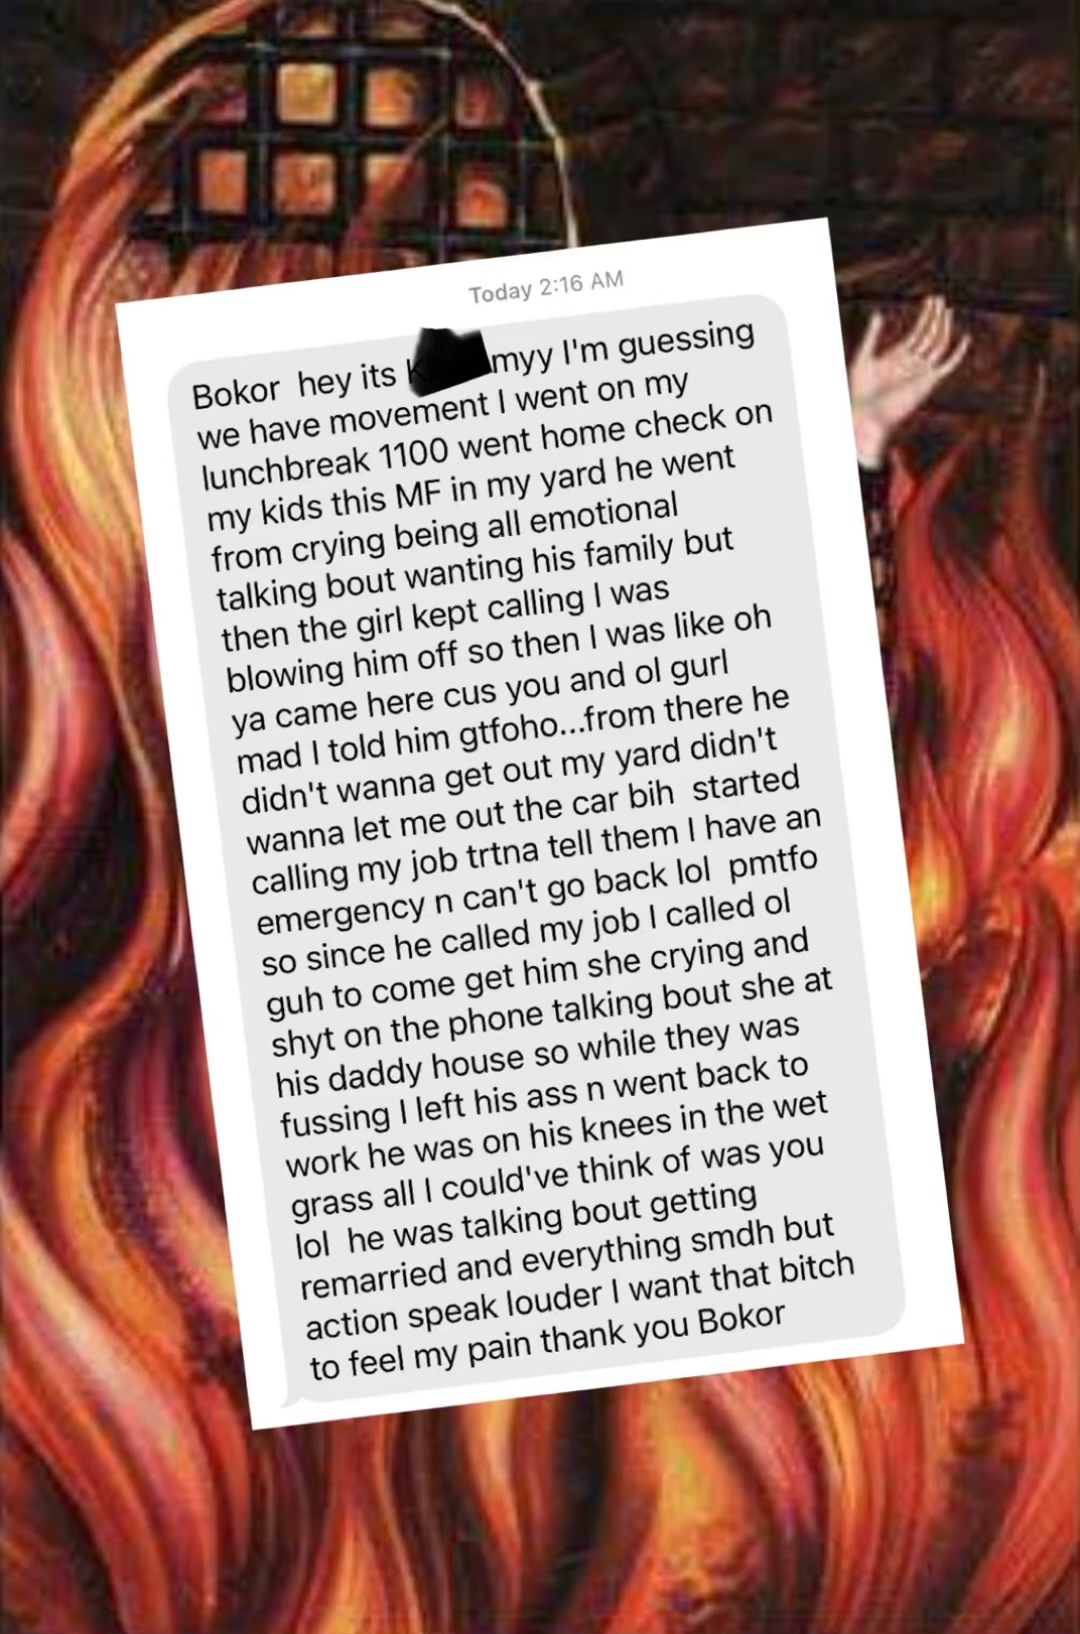 Today 2:16 AM
Bokor hey its myy I'm guessing
we have movement I went on my
lunchbreak 1100 went home check on
my kids this MF in my yard he went
from crying being all emotional
talking bout wanting his family but
then the girl kept calling I was
blowing him off so then I was like oh
ya came here cus you and ol gurl
mad I told him gtfoho...from there he
didn't wanna get out my yard didn't
wanna let me out the car bih started
calling my job trtna tell them I have an
emergency n can't go back lol pmtfo
so since he called my job I called ol
guh to come get him she crying and
shyt on the phone talking bout she at
his daddy house so while they was
fussing I left his ass n went back to
work he was on his knees in the wet
grass all I could've think of was you
lol he was talking bout getting
remarried and everything smdh but
action speak louder I want that bitch
to feel my pain thank you Bokor